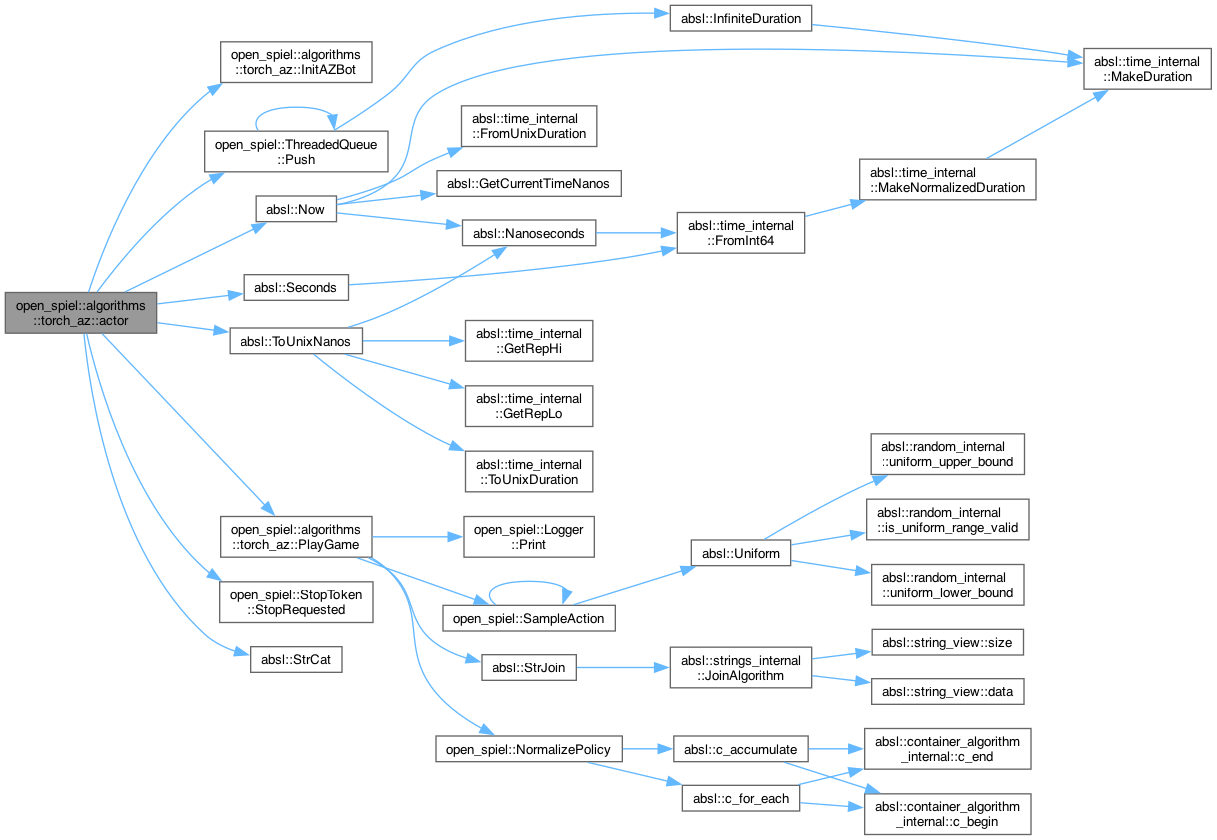 absl::InfiniteDuration
open_spiel::algorithms
::torch_az::InitAZBot
absl::time_internal
::MakeDuration
absl::time_internal
::FromUnixDuration
open_spiel::ThreadedQueue
::Push
absl::GetCurrentTimeNanos
absl::time_internal
::MakeNormalizedDuration
absl::Now
absl::Nanoseconds
absl::time_internal
::FromInt64
absl::Seconds
open_spiel::algorithms
::torch_az::actor
absl::ToUnixNanos
absl::time_internal
::GetRepHi
absl::time_internal
::GetRepLo
absl::time_internal
::ToUnixDuration
absl::random_internal
::uniform_upper_bound
open_spiel::algorithms
::torch_az::PlayGame
open_spiel::Logger
::Print
absl::random_internal
::is_uniform_range_valid
absl::Uniform
absl::random_internal
::uniform_lower_bound
open_spiel::StopToken
::StopRequested
open_spiel::SampleAction
absl::StrCat
absl::StrJoin
absl::strings_internal
::JoinAlgorithm
absl::string_view::size
absl::string_view::data
open_spiel::NormalizePolicy
absl::c_accumulate
absl::container_algorithm
_internal::c_end
absl::c_for_each
absl::container_algorithm
_internal::c_begin